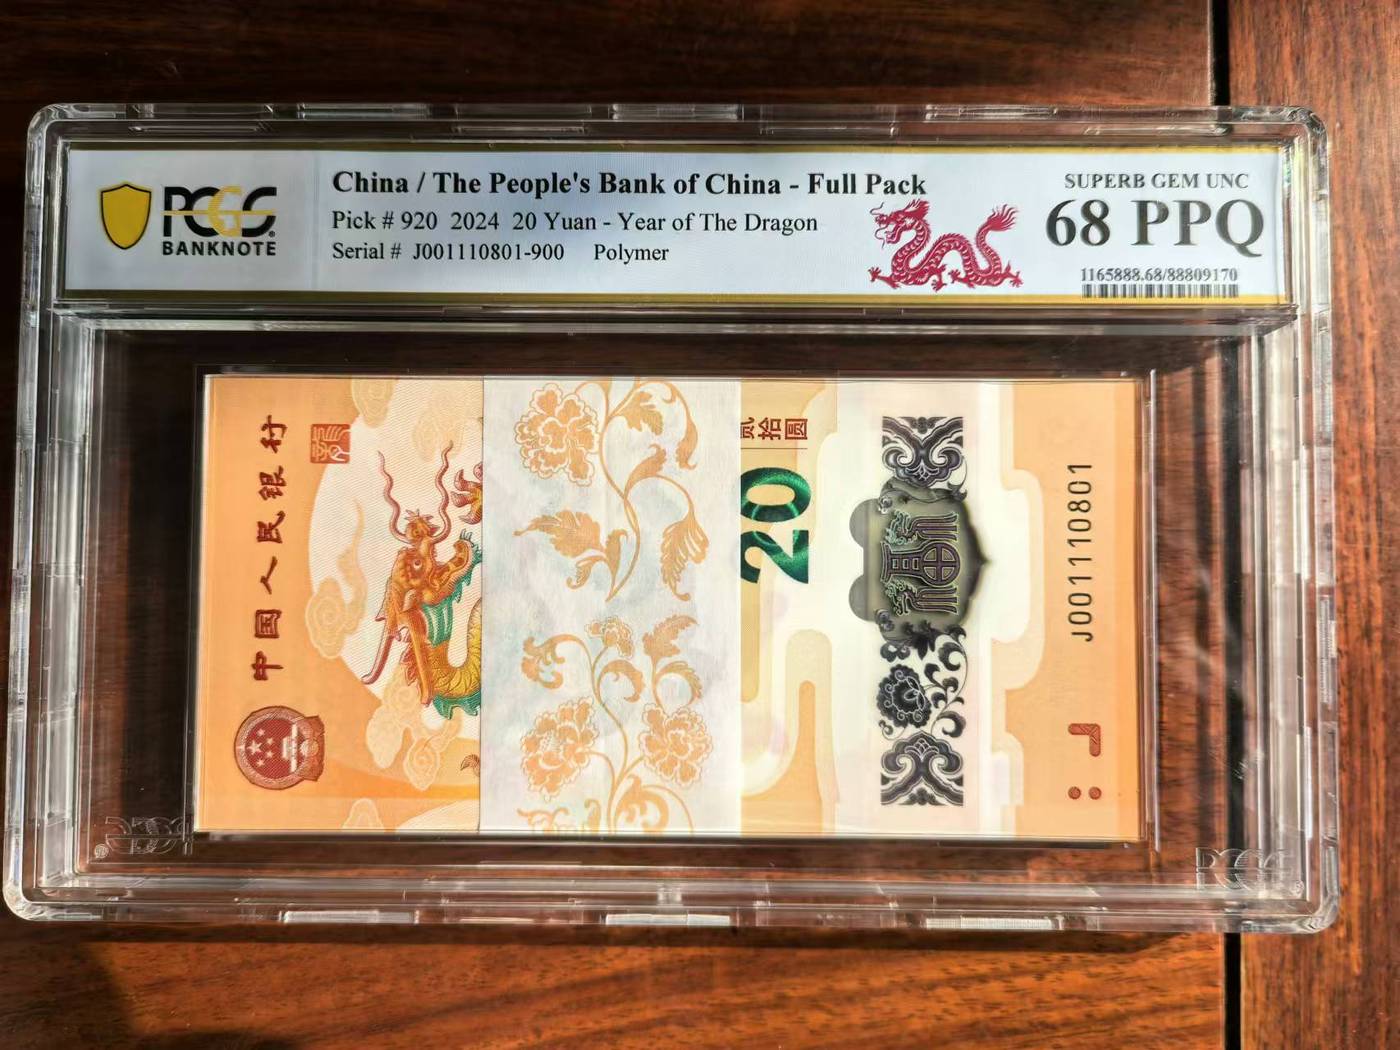 PCGS
BANKNOTE
China / The People's Bank of China - Full Pack
Pick # 920 2024 20 Yuan - Year of The Dragon
Serial # J001110801-900 Polymer
SUPERB GEM UNC
68 PPQ
1165888.68/88809170
中国人民银行
贰拾圆
20
J001110801
PCGS
PCGS